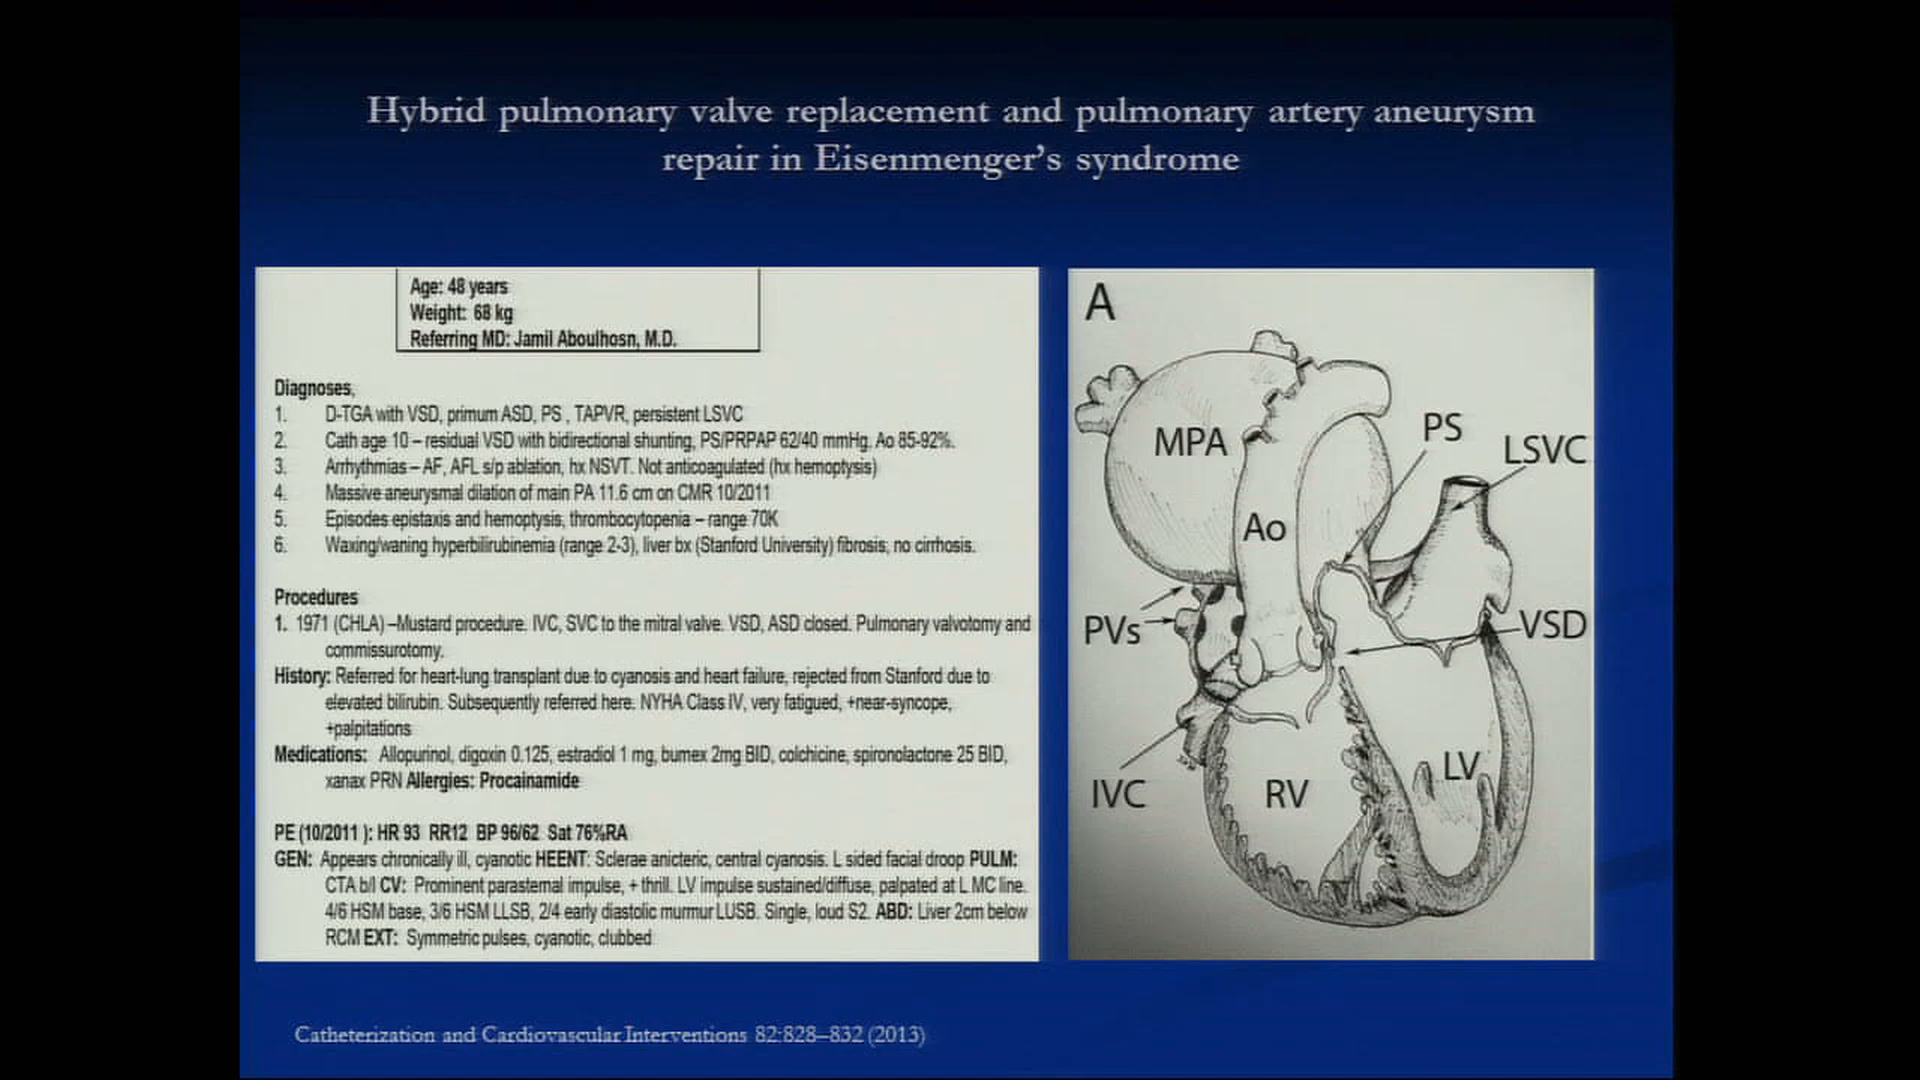 Hybrid pulmonary valve replacement and pulmonary artery aneurysm
repair in Eisenmenger's syndrome
Age: 48 years
Weight: 68 kg
Referring MD: Jamil Aboulhosn, M.D.
Diagnoses,
1. D-TGA with VSD, primum ASD, PS , TAPVR, persistent LSVC
2. Cath age 10 – residual VSD with bidirectional shunting, PS/PRPAP 62/40 mmHg. Ao 85-92%.
3. Arrhythmias – AF, AFL s/p ablation, hx NSVT. Not anticoagulated (hx hemoptysis)
4. Massive aneurysmal dilation of main PA 11.6 cm on CMR 10/2011
5. Episodes epistaxis and hemoptysis, thrombocytopenia – range 70K
6. Waxing/waning hyperbilirubinemia (range 2-3), liver bx (Stanford University) fibrosis; no cirrhosis.
Procedures
1. 1971 (CHLA) –Mustard procedure. IVC, SVC to the mitral valve. VSD, ASD closed. Pulmonary valvotomy and
commissurotomy.
History: Referred for heart-lung transplant due to cyanosis and heart failure, rejected from Stanford due to
elevated bilirubin. Subsequently referred here. NYHA Class IV, very fatigued, +near-syncope,
+palpitations
Medications: Allopurinol, digoxin 0.125, estradiol 1 mg, bumex 2mg BID, colchicine, spironolactone 25 BID,
xanax PRN Allergies: Procainamide
PE (10/2011 ): HR 93 RR12 BP 96/62 Sat 76%RA
GEN: Appears chronically ill, cyanotic HEENT: Sclerae anicteric, central cyanosis. L sided facial droop PULM:
CTA b/l CV: Prominent parasternal impulse, + thrill. LV impulse sustained/diffuse, palpated at L MC line.
4/6 HSM base, 3/6 HSM LLSB, 2/4 early diastolic murmur LUSB. Single, loud S2. ABD: Liver 2cm below
RCM EXT: Symmetric pulses, cyanotic, clubbed
A
MPA
PS
LSVC
Ao
PVs
VSD
IVC
RV
LV
Catheterization and Cardiovascular Interventions 82:828–832 (2013)